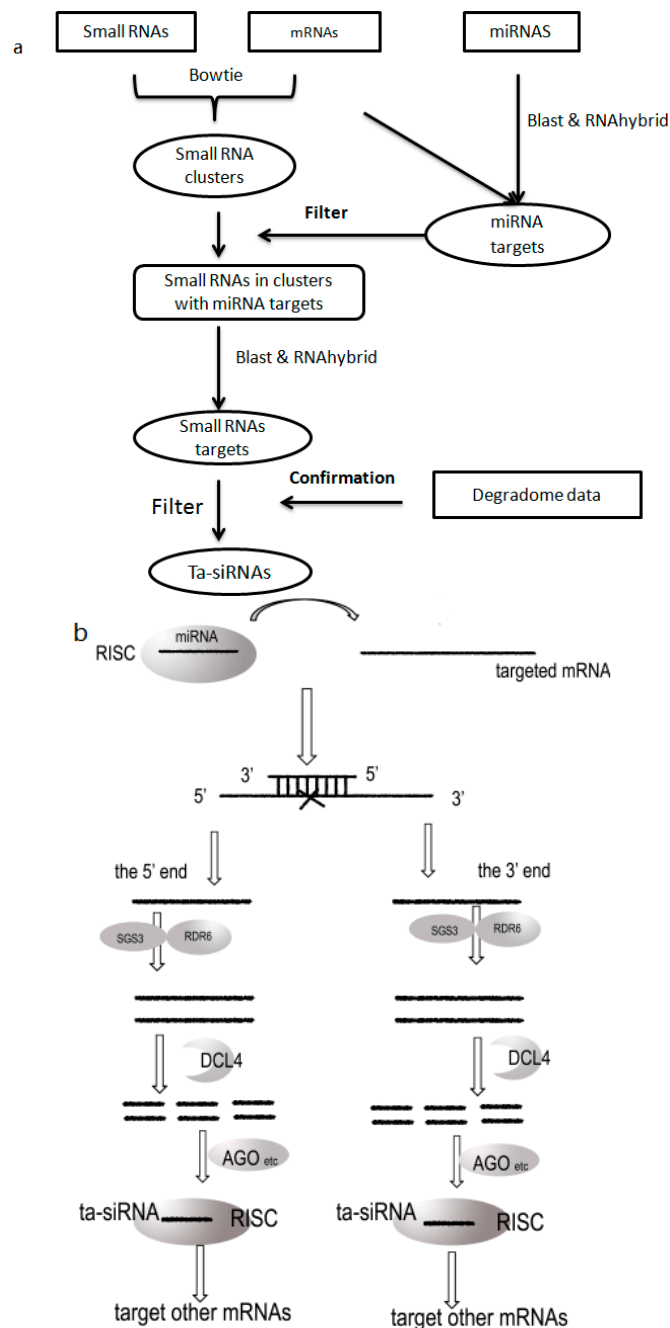 a
Small RNAs
mRNAs
miRNAS
Bowtie
Blast & RNAhybrid
Small RNA
clusters
Filter
miRNA
targets
Small RNAs in clusters
with miRNA targets
Blast & RNAhybrid
Small RNAs
targets
Confirmation
Degradome data
Filter
Ta-siRNAs
b
miRNA
RISC
targeted mRNA
3' 5'
5' 3'
the 5' end
the 3' end
SGS3 RDR6
SGS3 RDR6
DCL4
DCL4
AGO etc
AGO etc
ta-siRNA RISC
ta-siRNA RISC
target other mRNAs
target other mRNAs